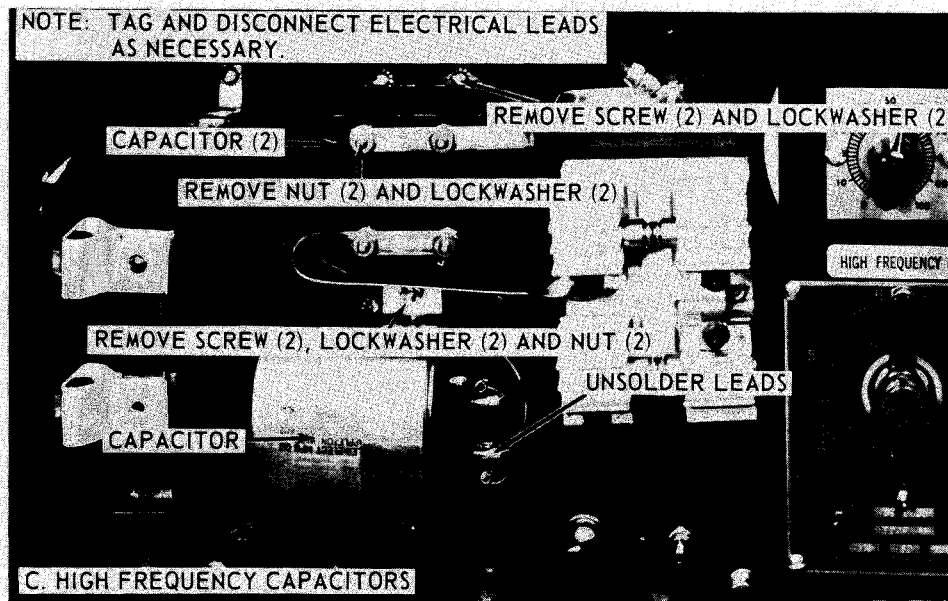 NOTE: TAG AND DISCONNECT ELECTRICAL LEADS
AS NECESSARY.
REMOVE SCREW (2) AND LOCKWASHER (2
CAPACITOR (2)
REMOVE NUT (2) AND LOCKWASHER (2)
50
10
HIGH FREQUENCY
REMOVE SCREW (2), LOCKWASHER (2) AND NUT (2)
UNSOLDER LEADS
CAPACITOR
C. HIGH FREQUENCY CAPACITORS